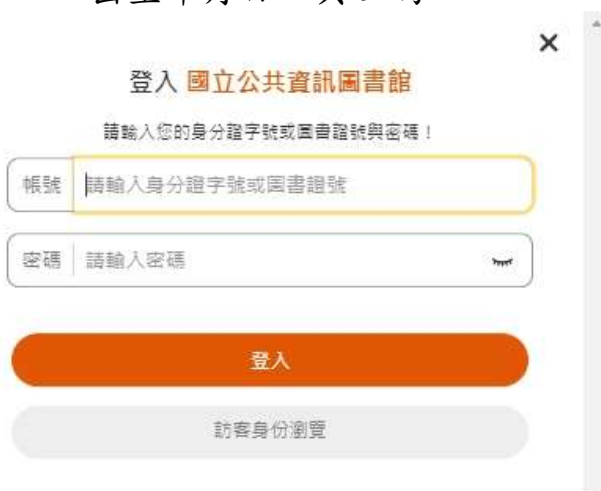 登入 國立公共資訊圖書館
請輸入您的身分證字號或圖書證號與密碼！
帳號 請輸入身分證字號或圖書證號
密碼 請輸入密碼
登入
訪客身份瀏覽